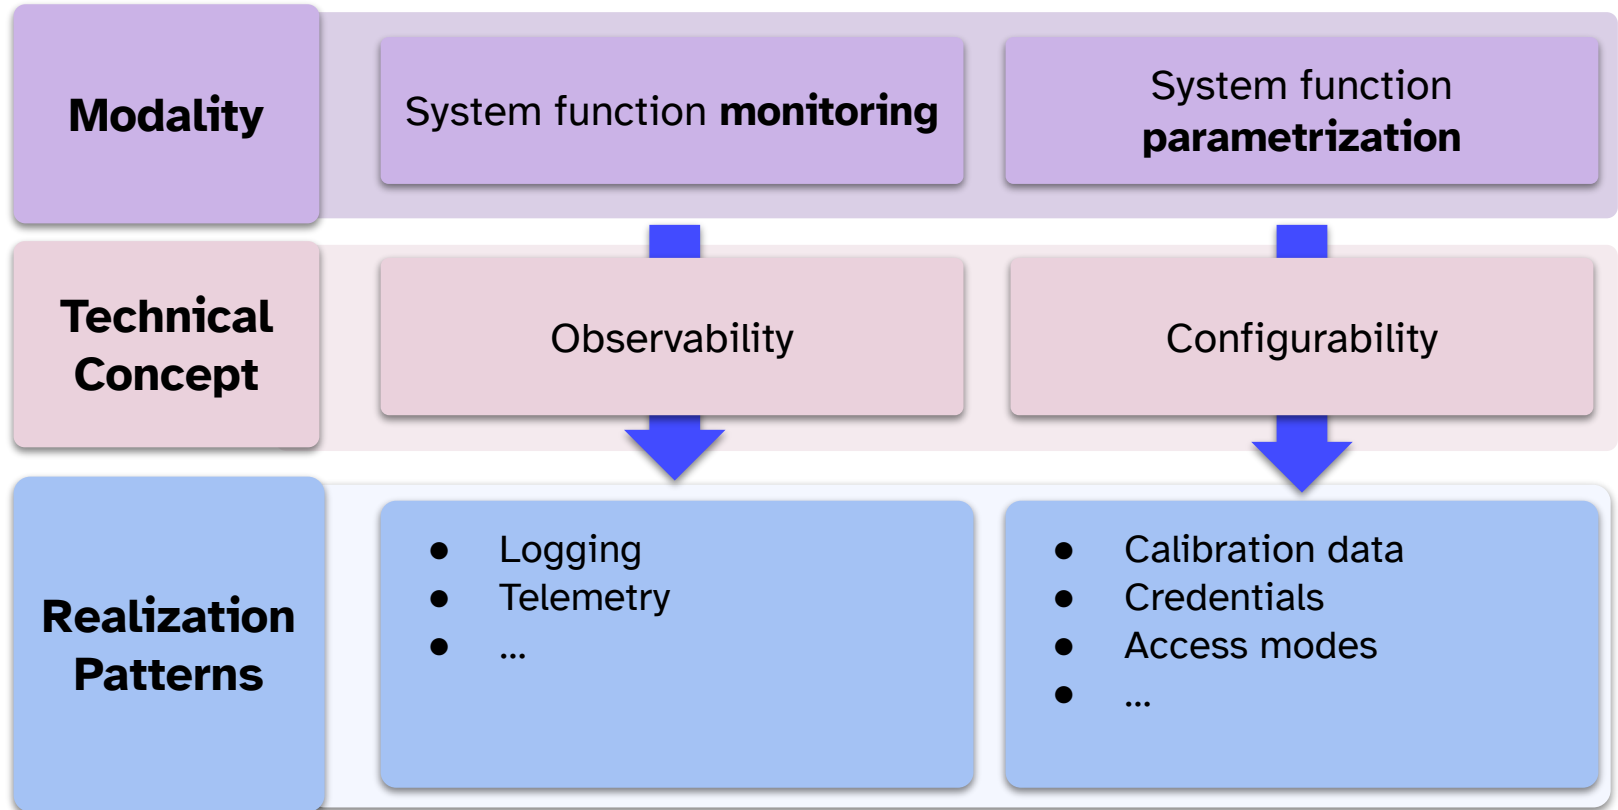 Modality
System function monitoring
System function
parametrization
Technical
Concept
Observability
Configurability
Realization
Patterns
● Logging
● Telemetry
● ...
● Calibration data
● Credentials
● Access modes
● ...